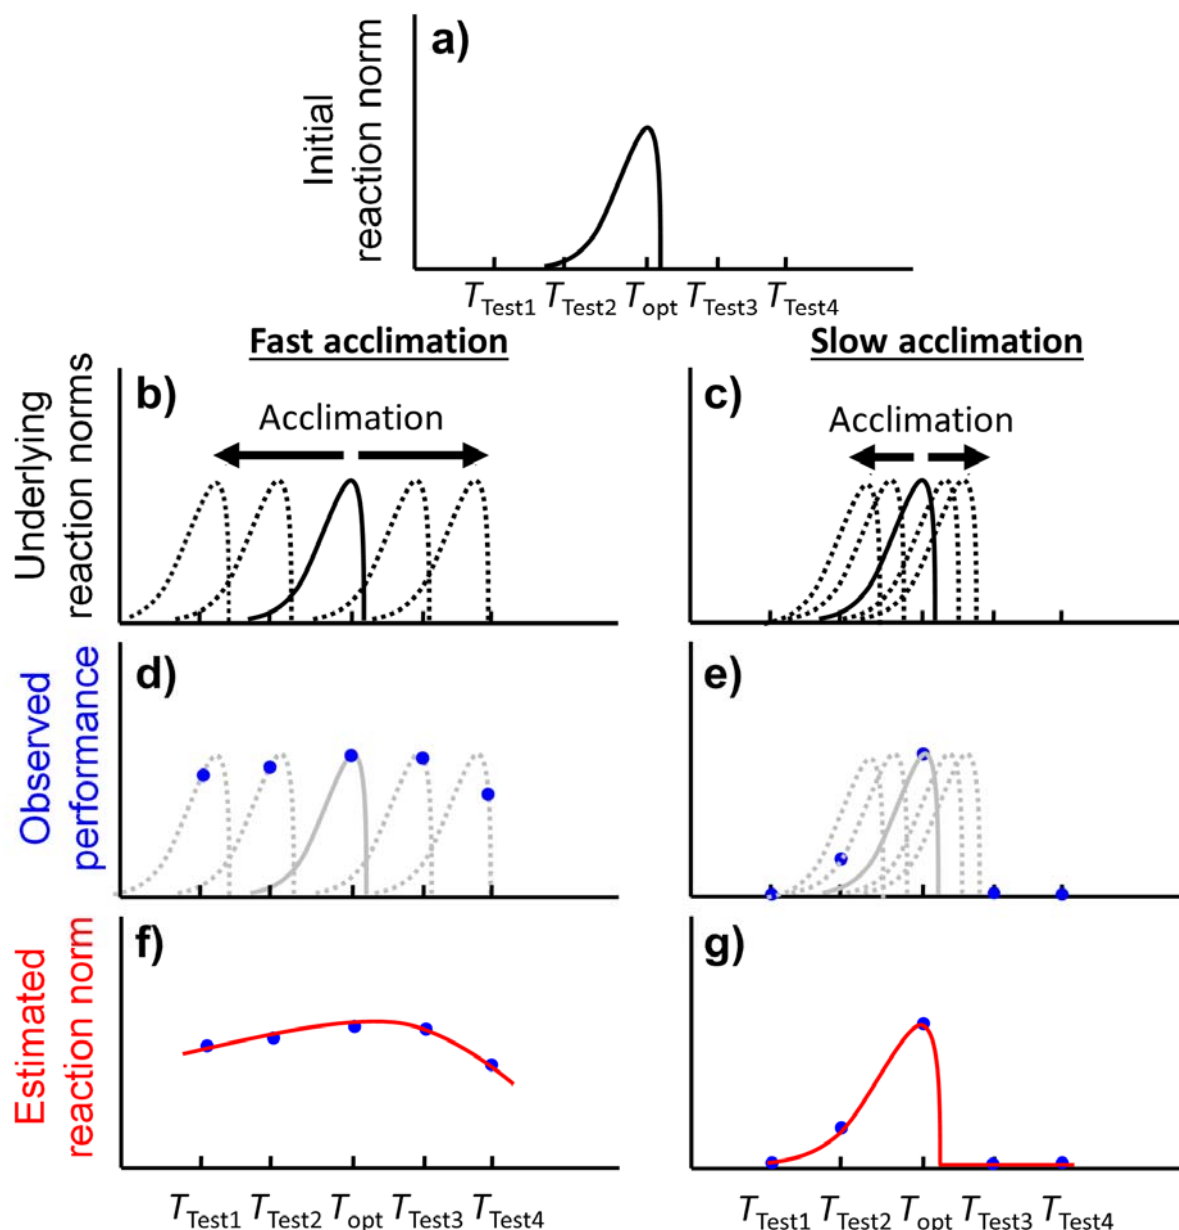 a)
Initial
reaction norm
TTest1 TTest2 Topt TTest3 TTest4
Fast acclimation
Slow acclimation
Underlying
reaction norms
b)
Acclimation
c)
Acclimation
Observed
performance
d)
e)
Estimated
reaction norm
f)
g)
TTest1 TTest2 Topt TTest3 TTest4
TTest1 TTest2 Topt TTest3 TTest4